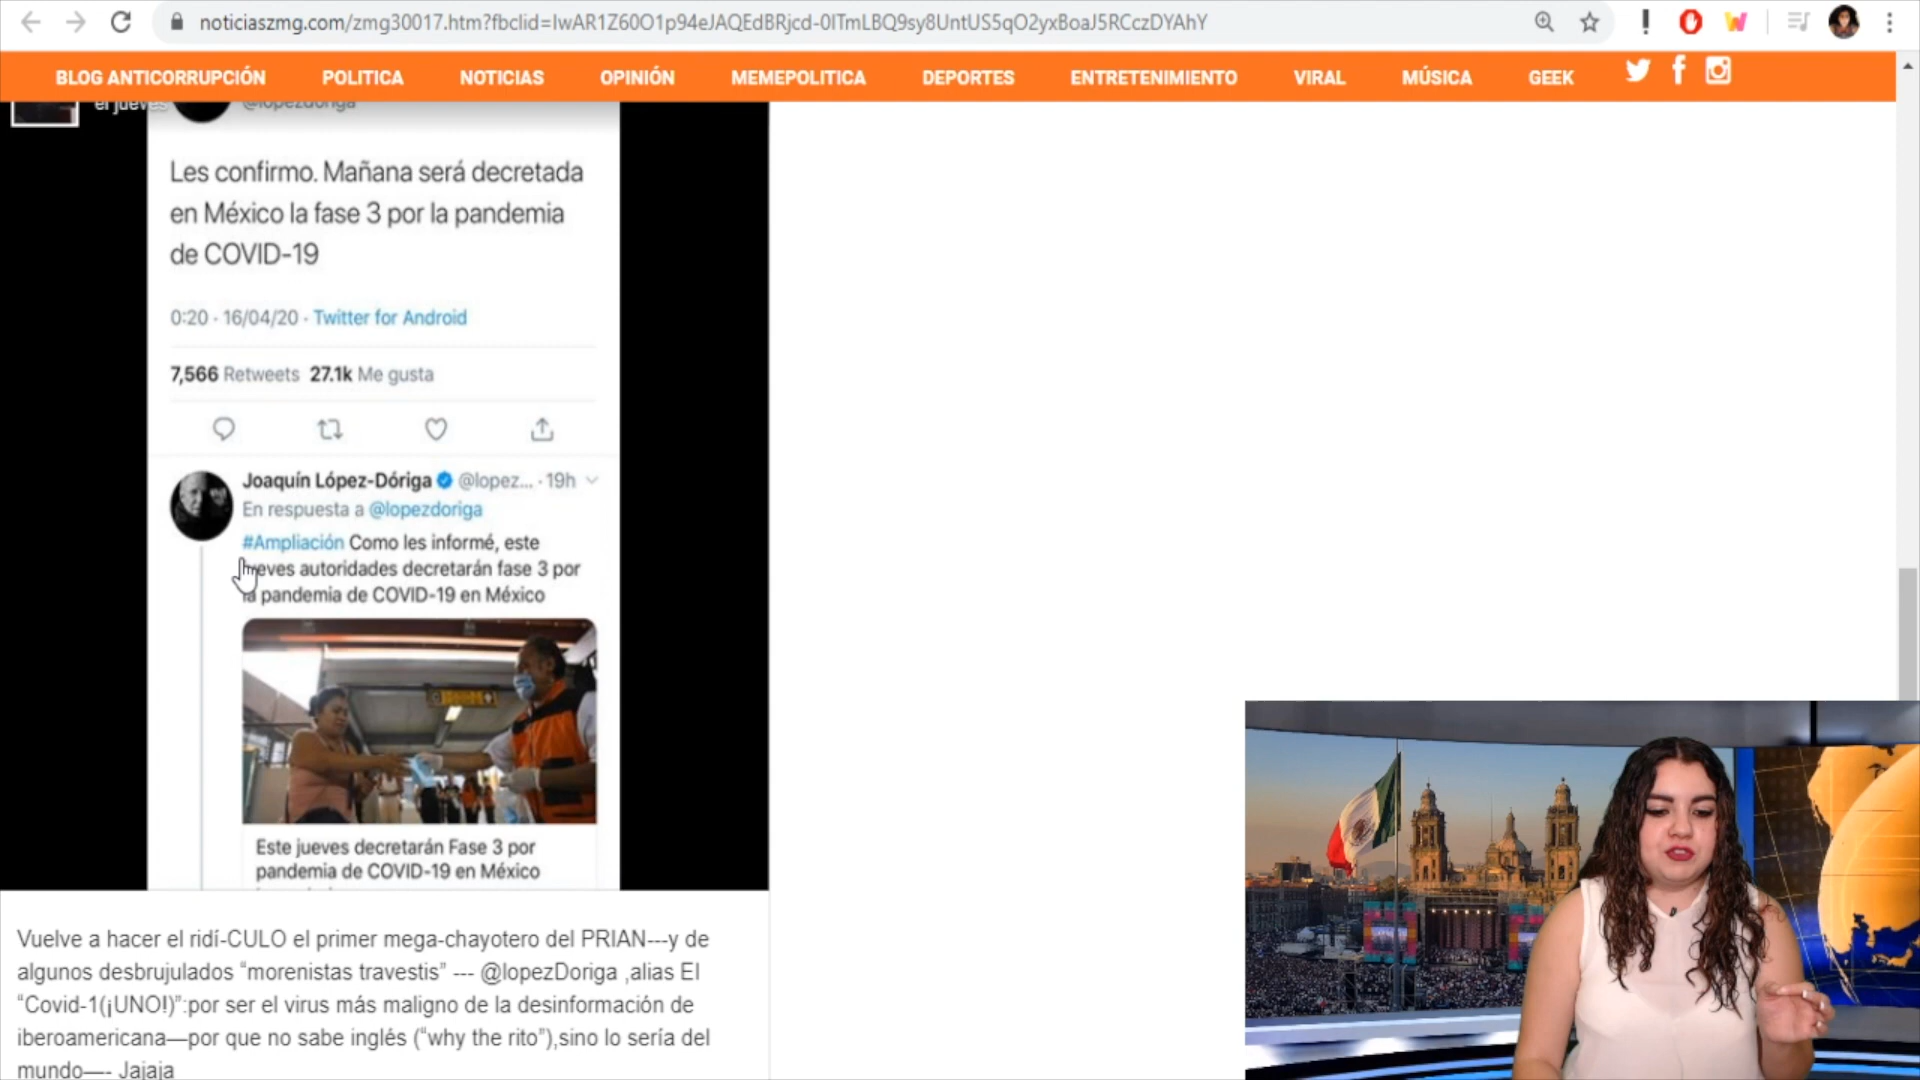 noticiaszmg.com/zmg30017.htm?fbclid=IwAR1Z60O1p94eJAQEdBRjcd-0ITmLBQ9sy8UntUS5qO2yxBoaJ5RCczDYAhY
BLOG ANTICORRUPCIÓN POLITICA NOTICIAS OPINIÓN MEMEPOLITICA DEPORTES ENTRETENIMIENTO VIRAL MÚSICA GEEK
el jueves
@lopezdoriga
Les confirmo. Mañana será decretada
en México la fase 3 por la pandemia
de COVID-19
0:20 · 16/04/20 · Twitter for Android
7,566 Retweets 27.1k Me gusta
Joaquín López-Dóriga @lopez... · 19h
En respuesta a @lopezdoriga
#Ampliación Como les informé, este
jueves autoridades decretarán fase 3 por
la pandemia de COVID-19 en México
Este jueves decretarán Fase 3 por
pandemia de COVID-19 en México
Vuelve a hacer el ridí-CULO el primer mega-chayotero del PRIAN---y de
algunos desbrujulados “morenistas travestis” --- @lopezDoriga ,alias El
“Covid-1(¡UNO!)”:por ser el virus más maligno de la desinformación de
iberoamericana—por que no sabe inglés (“why the rito”),sino lo sería del
mundo—- Jajaja